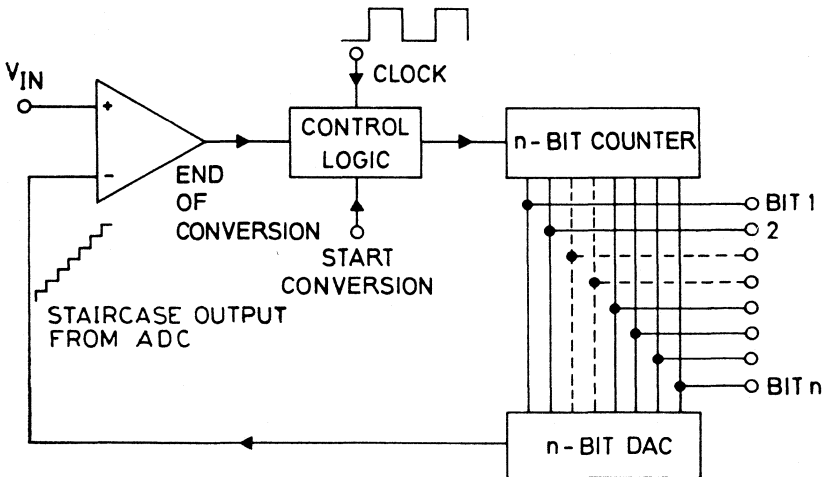 V_IN
CLOCK
+
CONTROL
LOGIC
n-BIT COUNTER
-
END
OF
CONVERSION
BIT 1
2
START
CONVERSION
STAIRCASE OUTPUT
FROM ADC
BIT n
n-BIT DAC